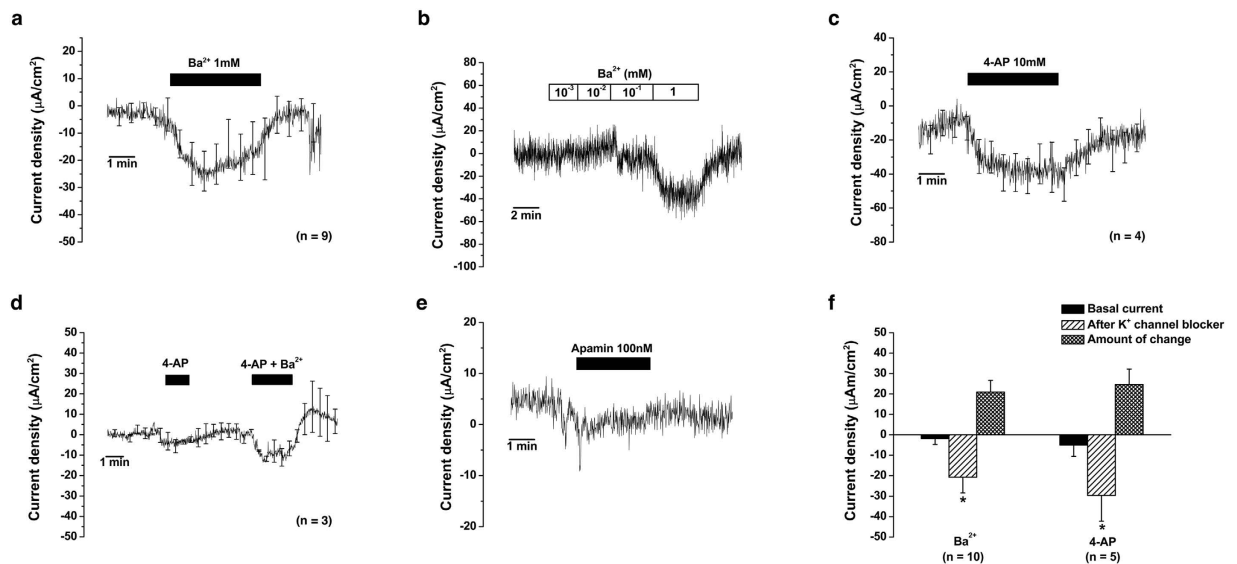 a
Current density (μA/cm²)
25
20
10
0
-10
-20
-30
-40
-50
Ba²⁺ 1mM
1 min
(n = 9)
b
Current density (μA/cm²)
80
60
40
20
0
-20
-40
-60
-80
-100
Ba²⁺ (mM)
10⁻³ 10⁻² 10⁻¹ 1
2 min
c
Current density (μA/cm²)
40
20
0
-20
-40
-60
-80
4-AP 10mM
1 min
(n = 4)
d
Current density (μA/cm²)
50
40
30
20
10
0
-10
-20
-30
-40
-50
4-AP 4-AP + Ba²⁺
1 min
(n = 3)
e
Current density (μA/cm²)
20
10
0
-10
-20
Apamin 100nM
1 min
f
Current density (μAm/cm²)
50
40
30
20
10
0
-10
-20
-30
-40
-50
Basal current
After K⁺ channel blocker
Amount of change
* *
Ba²⁺ 4-AP
(n = 10) (n = 5)